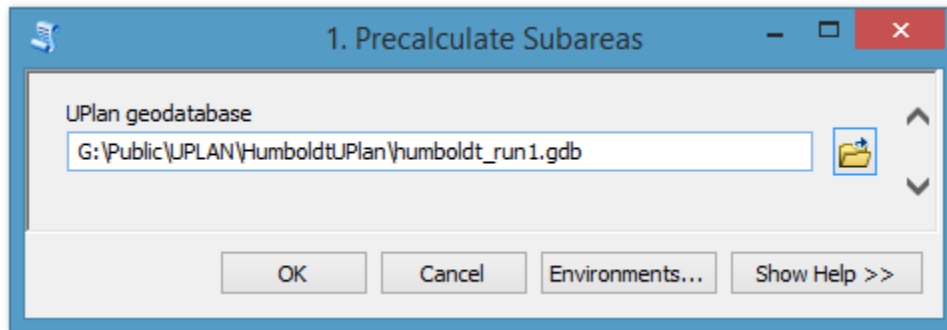 1. Precalculate Subareas
UPlan geodatabase
G:\Public\UPLAN\HumboldtUPlan\humboldt_run1.gdb
OK Cancel Environments... Show Help >>